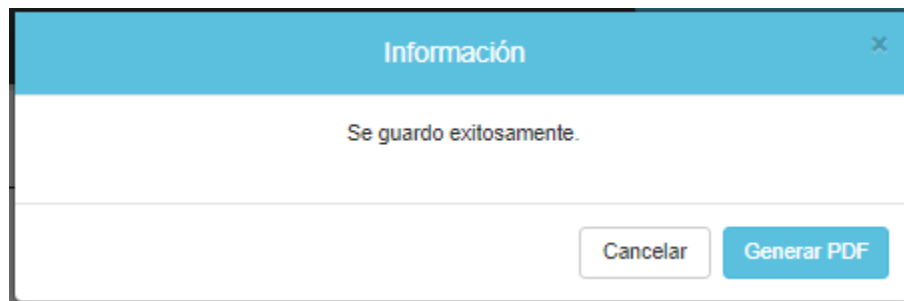 Información
×
Se guardo exitosamente.
Cancelar
Generar PDF